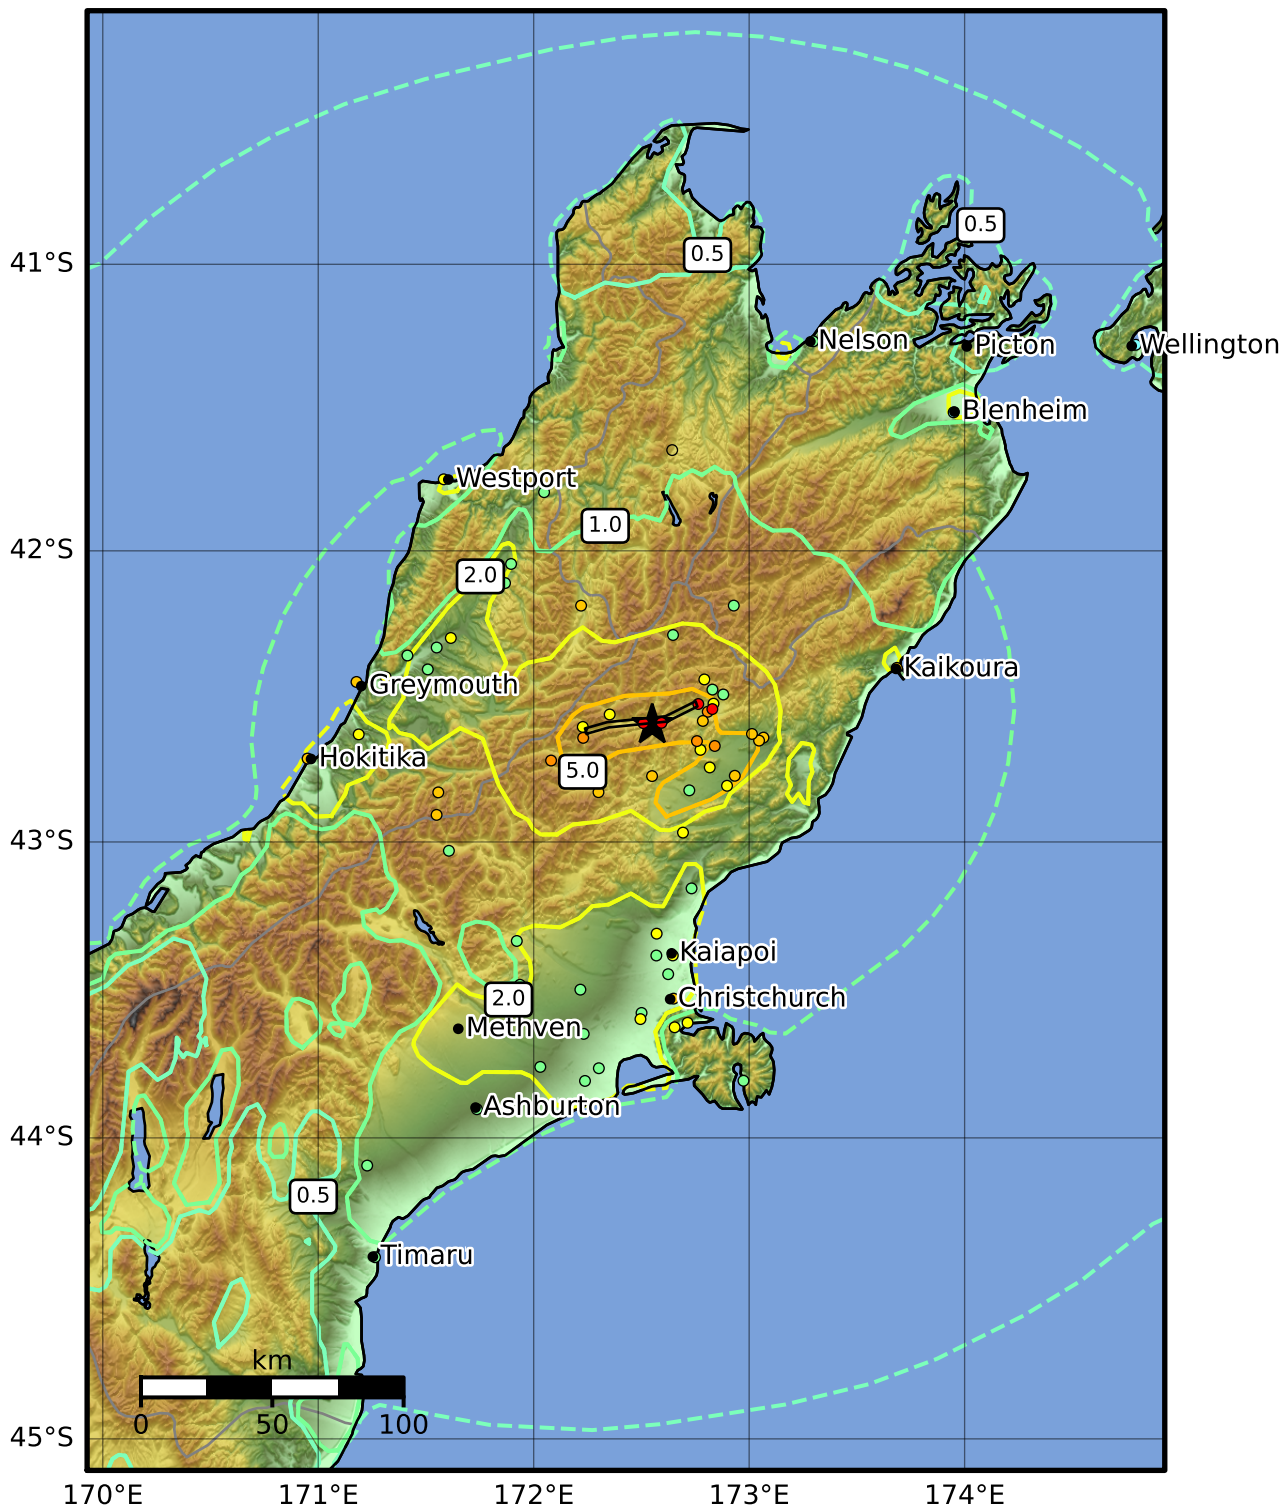 0.5
0.5
41°S
Nelson
Picton
Wellington
Blenheim
Westport
1.0
42°S
2.0
Kaikoura
Greymouth
Hokitika
5.0
43°S
Kaiapoi
2.0
Christchurch
Methven
Ashburton
44°S
0.5
Timaru
km
0 50 100
45°S
170°E 171°E 172°E 173°E 174°E